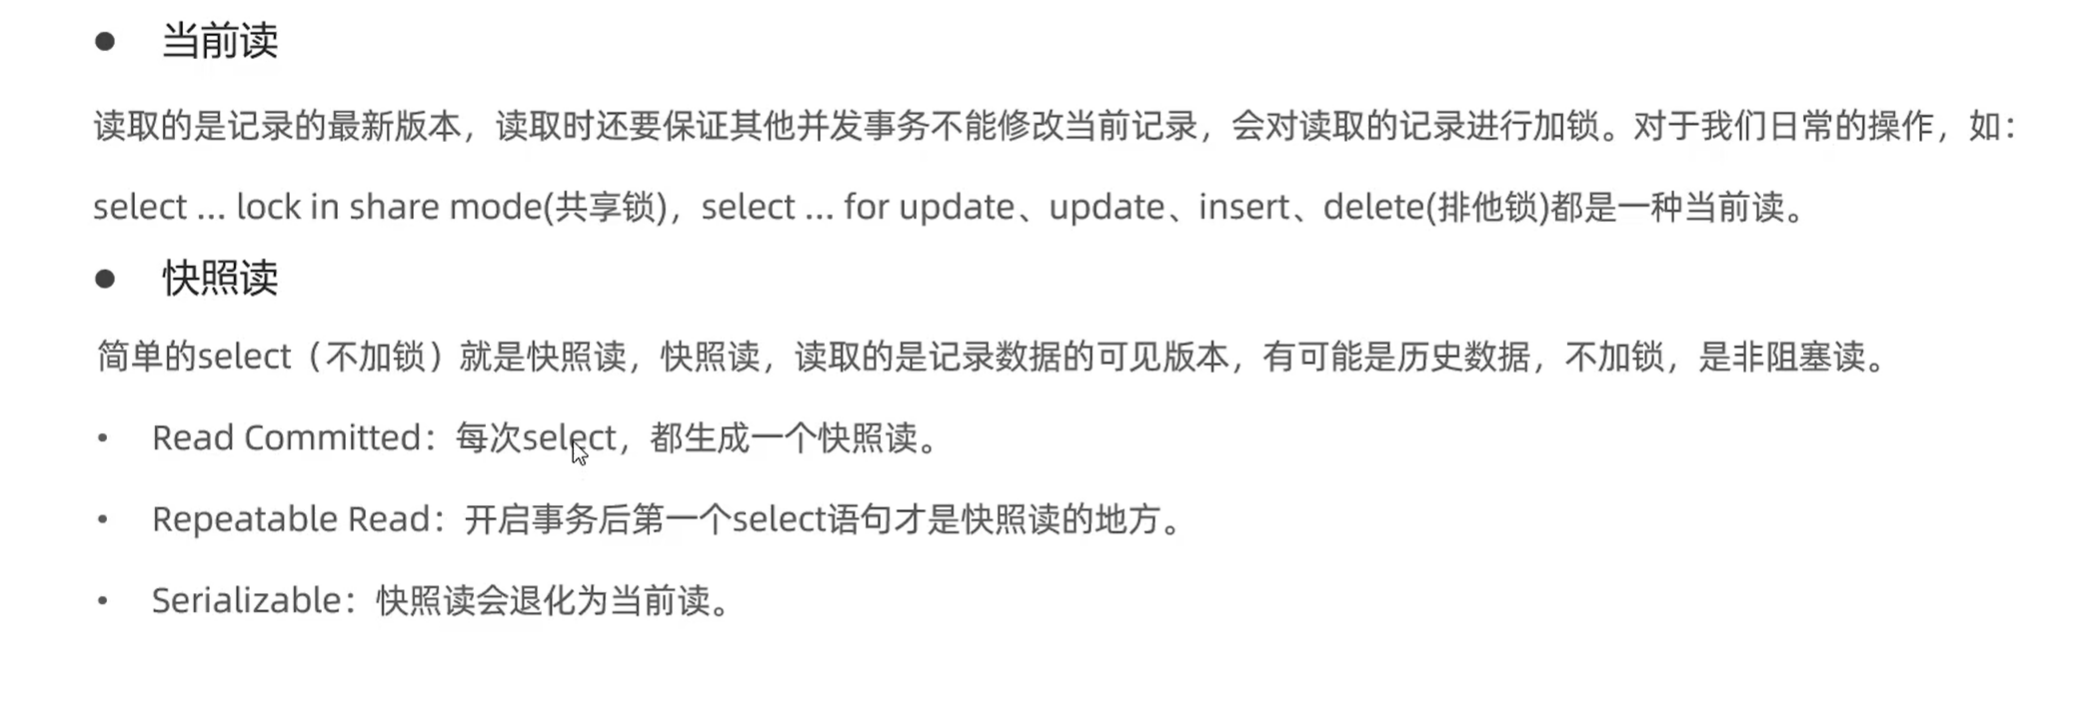 ● 当前读
读取的是记录的最新版本，读取时还要保证其他并发事务不能修改当前记录，会对读取的记录进行加锁。对于我们日常的操作，如：
select ... lock in share mode(共享锁)，select ... for update、update、insert、delete(排他锁)都是一种当前读。
● 快照读
简单的select（不加锁）就是快照读，快照读，读取的是记录数据的可见版本，有可能是历史数据，不加锁，是非阻塞读。
• Read Committed：每次select，都生成一个快照读。
• Repeatable Read：开启事务后第一个select语句才是快照读的地方。
• Serializable：快照读会退化为当前读。